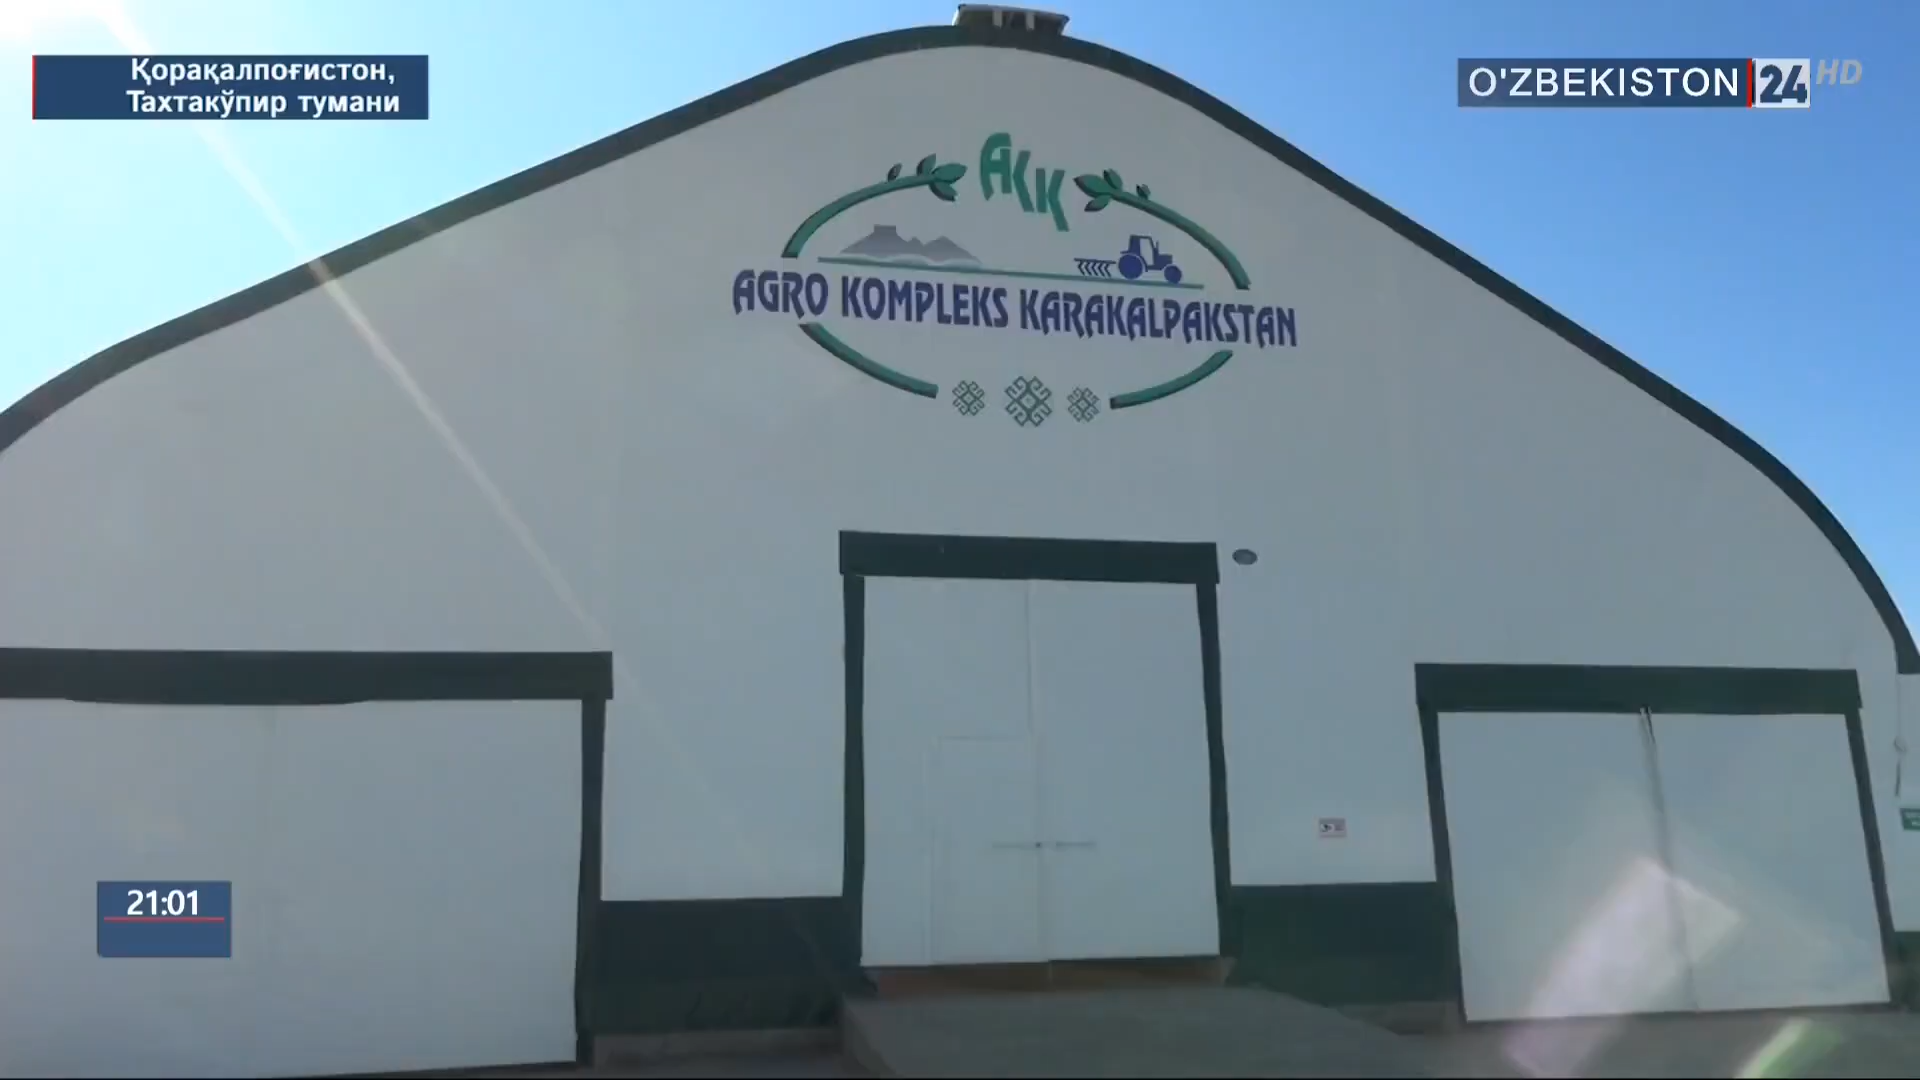 Қорақалпоғистон,
Тахтакўпир тумани
O'ZBEKISTON 24 HD
AKK
AGRO KOMPLEKS KARAKALPAKSTAN
21:01